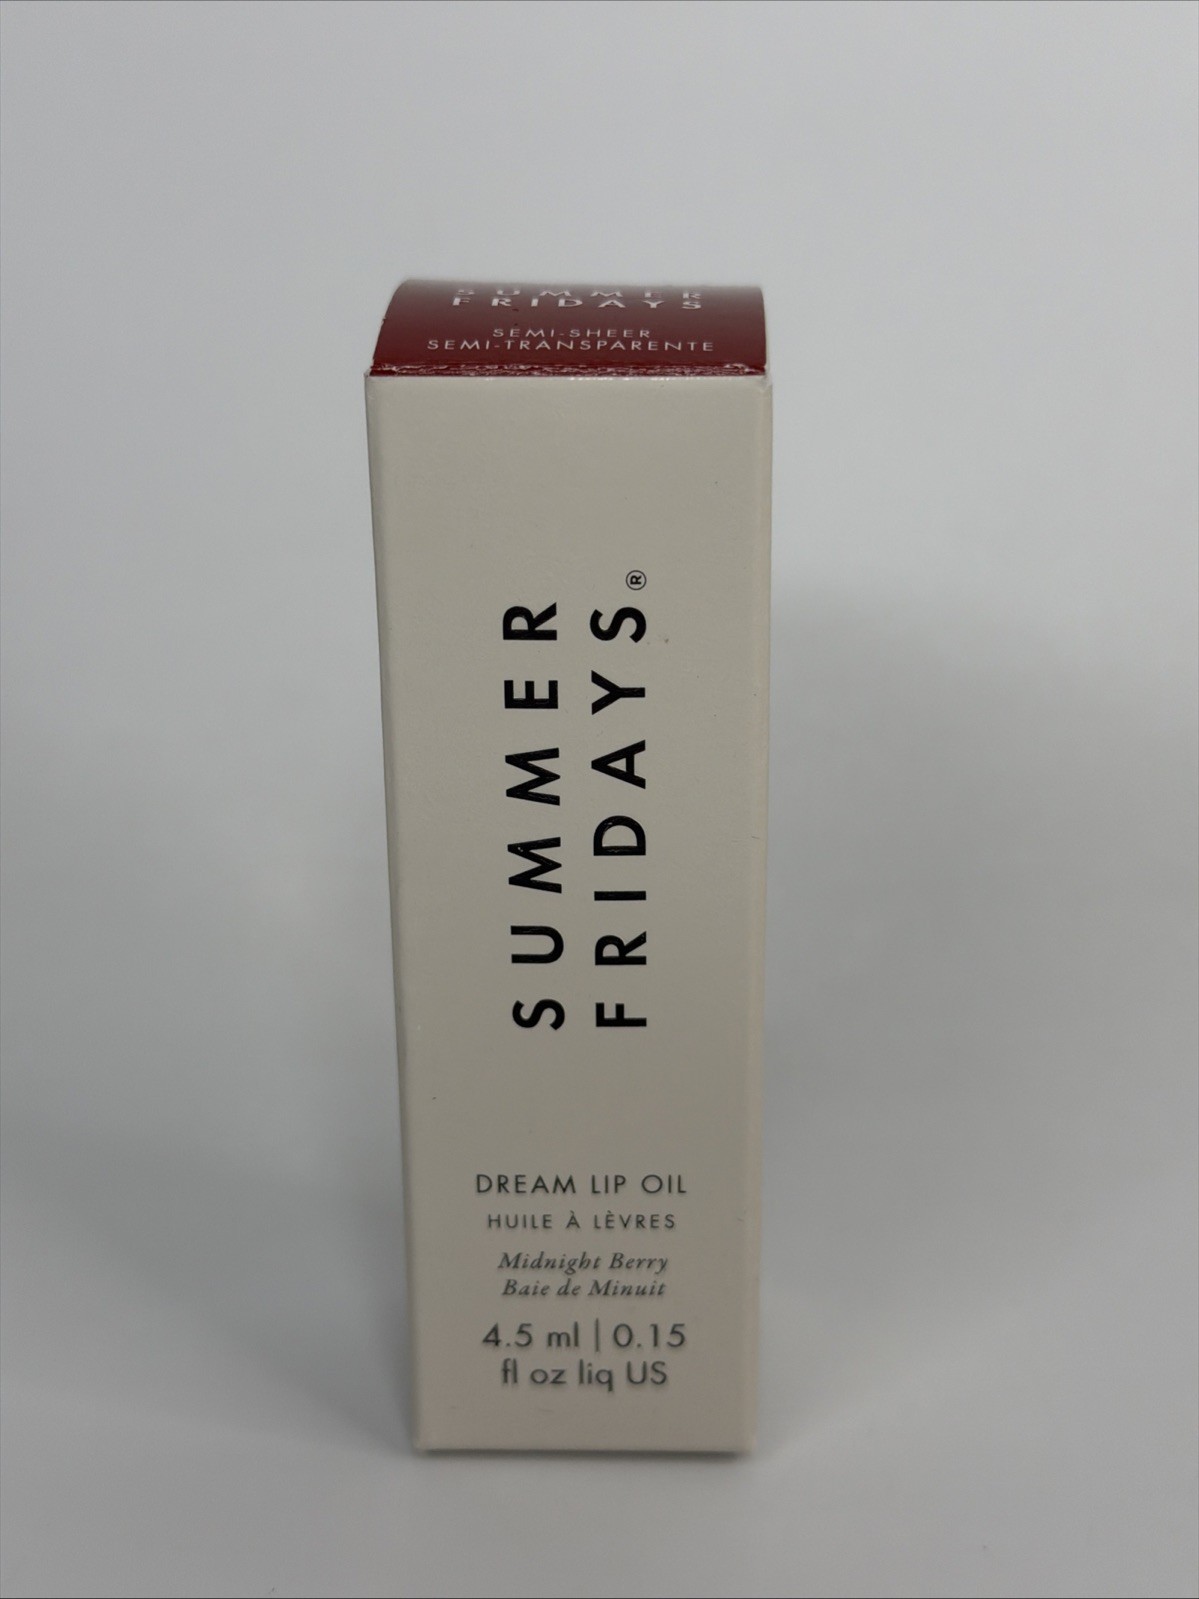 SUMMER
FRIDAYS
SEMI-SHEER
SEMI-TRANSPARENTE
SUMMER
FRIDAYS®
DREAM LIP OIL
HUILE À LÈVRES
Midnight Berry
Baie de Minuit
4.5 ml | 0.15
fl oz liq US